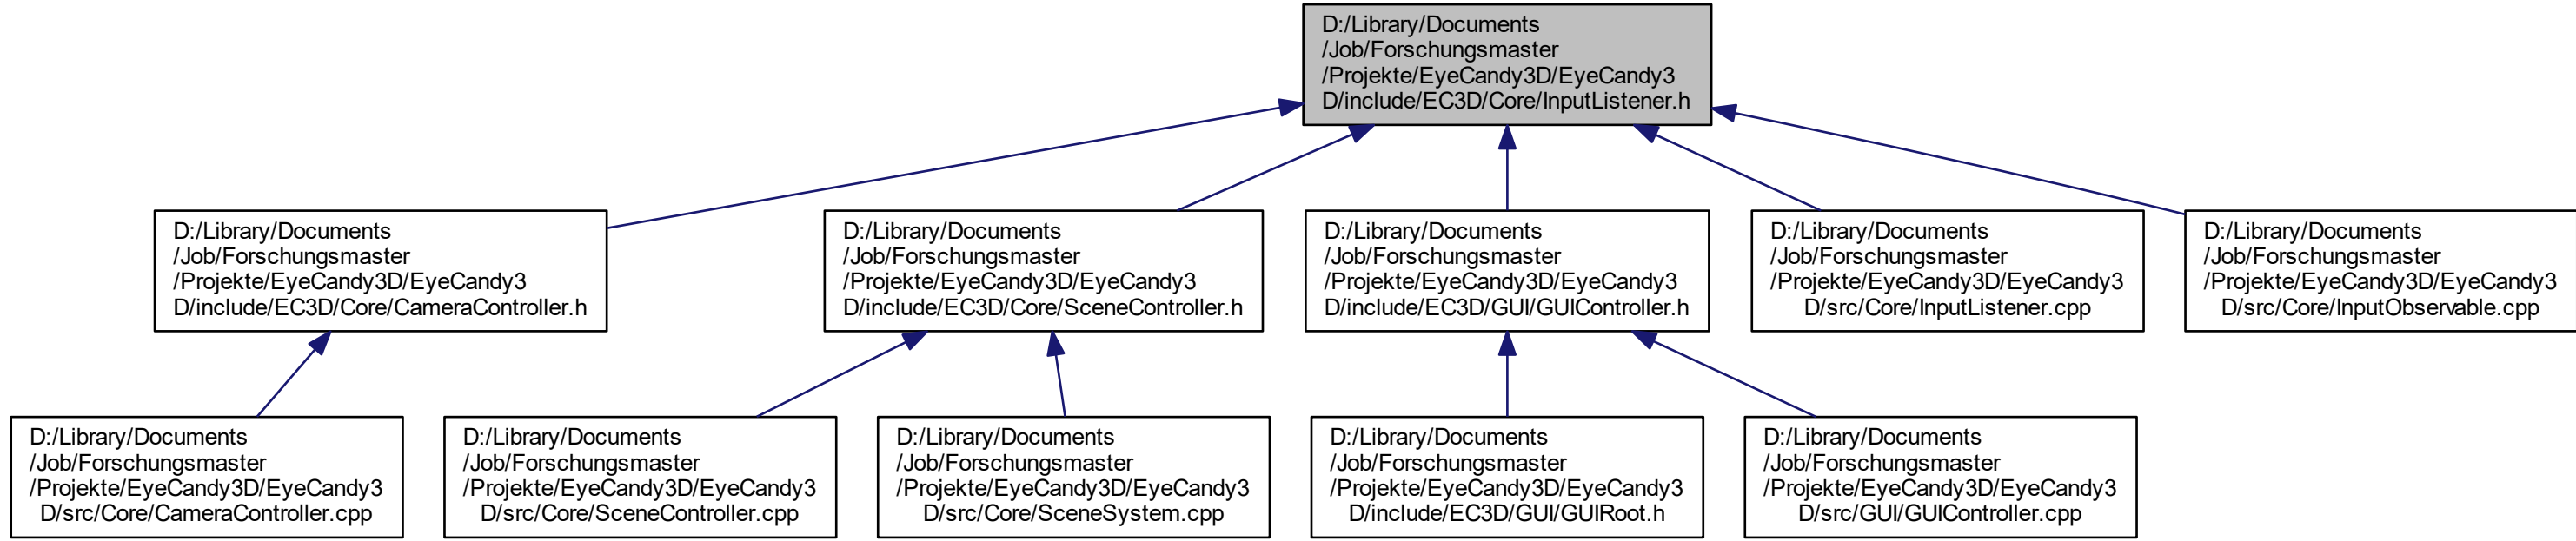 D:/Library/Documents
/Job/Forschungsmaster
/Projekte/EyeCandy3D/EyeCandy3
D/include/EC3D/Core/InputListener.h
D:/Library/Documents
/Job/Forschungsmaster
/Projekte/EyeCandy3D/EyeCandy3
D/include/EC3D/Core/CameraController.h
D:/Library/Documents
/Job/Forschungsmaster
/Projekte/EyeCandy3D/EyeCandy3
D/include/EC3D/Core/SceneController.h
D:/Library/Documents
/Job/Forschungsmaster
/Projekte/EyeCandy3D/EyeCandy3
D/include/EC3D/GUI/GUIController.h
D:/Library/Documents
/Job/Forschungsmaster
/Projekte/EyeCandy3D/EyeCandy3
D/src/Core/InputListener.cpp
D:/Library/Documents
/Job/Forschungsmaster
/Projekte/EyeCandy3D/EyeCandy3
D/src/Core/InputObservable.cpp
D:/Library/Documents
/Job/Forschungsmaster
/Projekte/EyeCandy3D/EyeCandy3
D/src/Core/CameraController.cpp
D:/Library/Documents
/Job/Forschungsmaster
/Projekte/EyeCandy3D/EyeCandy3
D/src/Core/SceneController.cpp
D:/Library/Documents
/Job/Forschungsmaster
/Projekte/EyeCandy3D/EyeCandy3
D/src/Core/SceneSystem.cpp
D:/Library/Documents
/Job/Forschungsmaster
/Projekte/EyeCandy3D/EyeCandy3
D/include/EC3D/GUI/GUIRoot.h
D:/Library/Documents
/Job/Forschungsmaster
/Projekte/EyeCandy3D/EyeCandy3
D/src/GUI/GUIController.cpp